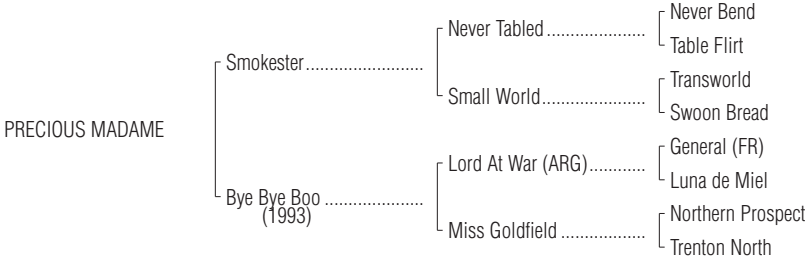 Never Bend
Never Tabled......................
Table Flirt
Smokester.........................
Transworld
Small World......................
Swoon Bread
PRECIOUS MADAME
General (FR)
Lord At War (ARG)............
Luna de Miel
Bye Bye Boo .....................
(1993)
Northern Prospect
Miss Goldfield ..................
Trenton North